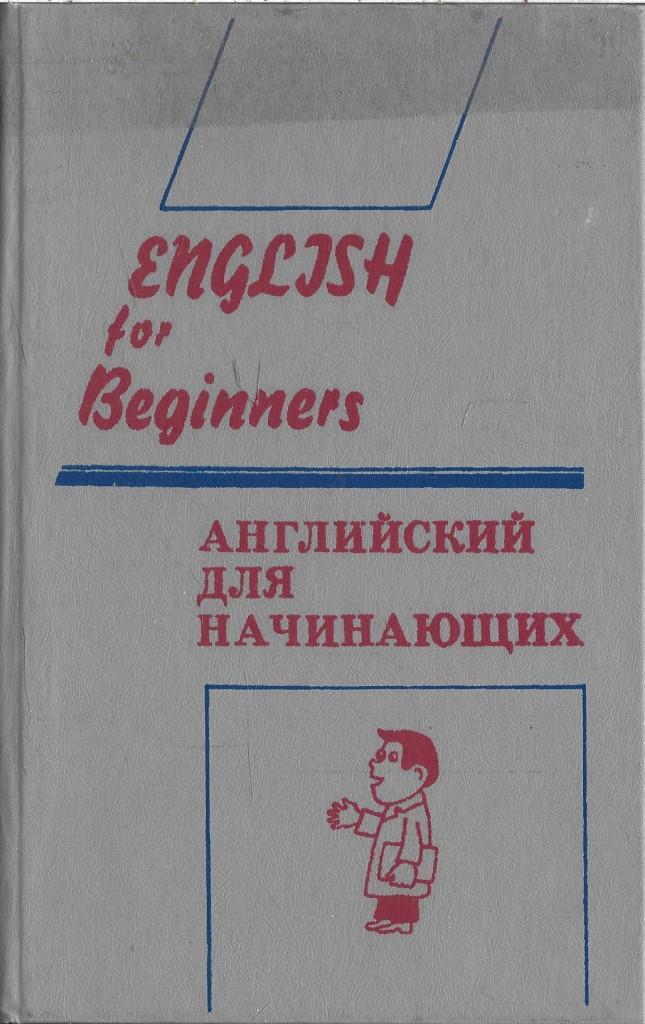 ENGLISH
for
Beginners
АНГЛИЙСКИЙ
ДЛЯ
НАЧИНАЮЩИХ